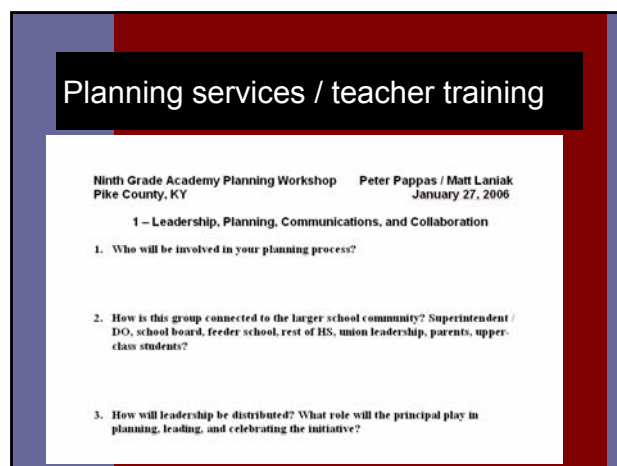 Planning services / teacher training
Ninth Grade Academy Planning Workshop Peter Pappas / Matt Laniak
Pike County, KY January 27, 2006
1 – Leadership, Planning, Communications, and Collaboration
1. Who will be involved in your planning process?
2. How is this group connected to the larger school community? Superintendent /
DO, school board, feeder school, rest of HS, union leadership, parents, upper-
class students?
3. How will leadership be distributed? What role will the principal play in
planning, leading, and celebrating the initiative?